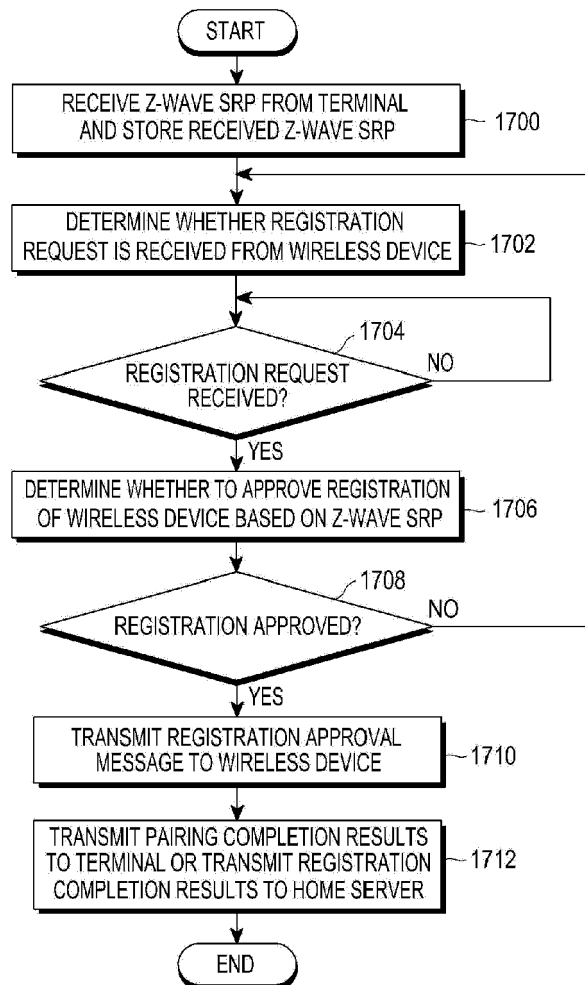 START
RECEIVE Z-WAVE SRP FROM TERMINAL
AND STORE RECEIVED Z-WAVE SRP
1700
DETERMINE WHETHER REGISTRATION
REQUEST IS RECEIVED FROM WIRELESS DEVICE
1702
1704
REGISTRATION REQUEST
RECEIVED?
NO
YES
DETERMINE WHETHER TO APPROVE REGISTRATION
OF WIRELESS DEVICE BASED ON Z-WAVE SRP
1706
1708
REGISTRATION APPROVED?
NO
YES
TRANSMIT REGISTRATION APPROVAL
MESSAGE TO WIRELESS DEVICE
1710
TRANSMIT PAIRING COMPLETION RESULTS
TO TERMINAL OR TRANSMIT REGISTRATION
COMPLETION RESULTS TO HOME SERVER
1712
END